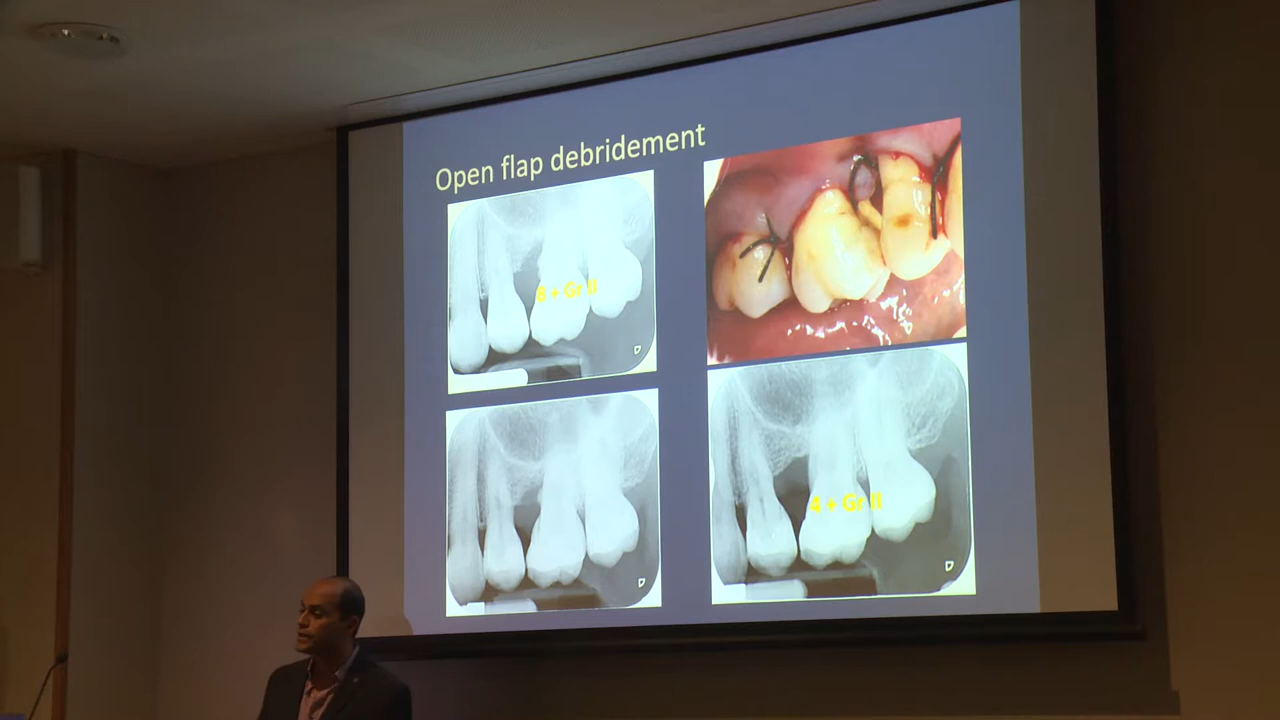 Open flap debridement
8 + Gr II
4 + Gr II